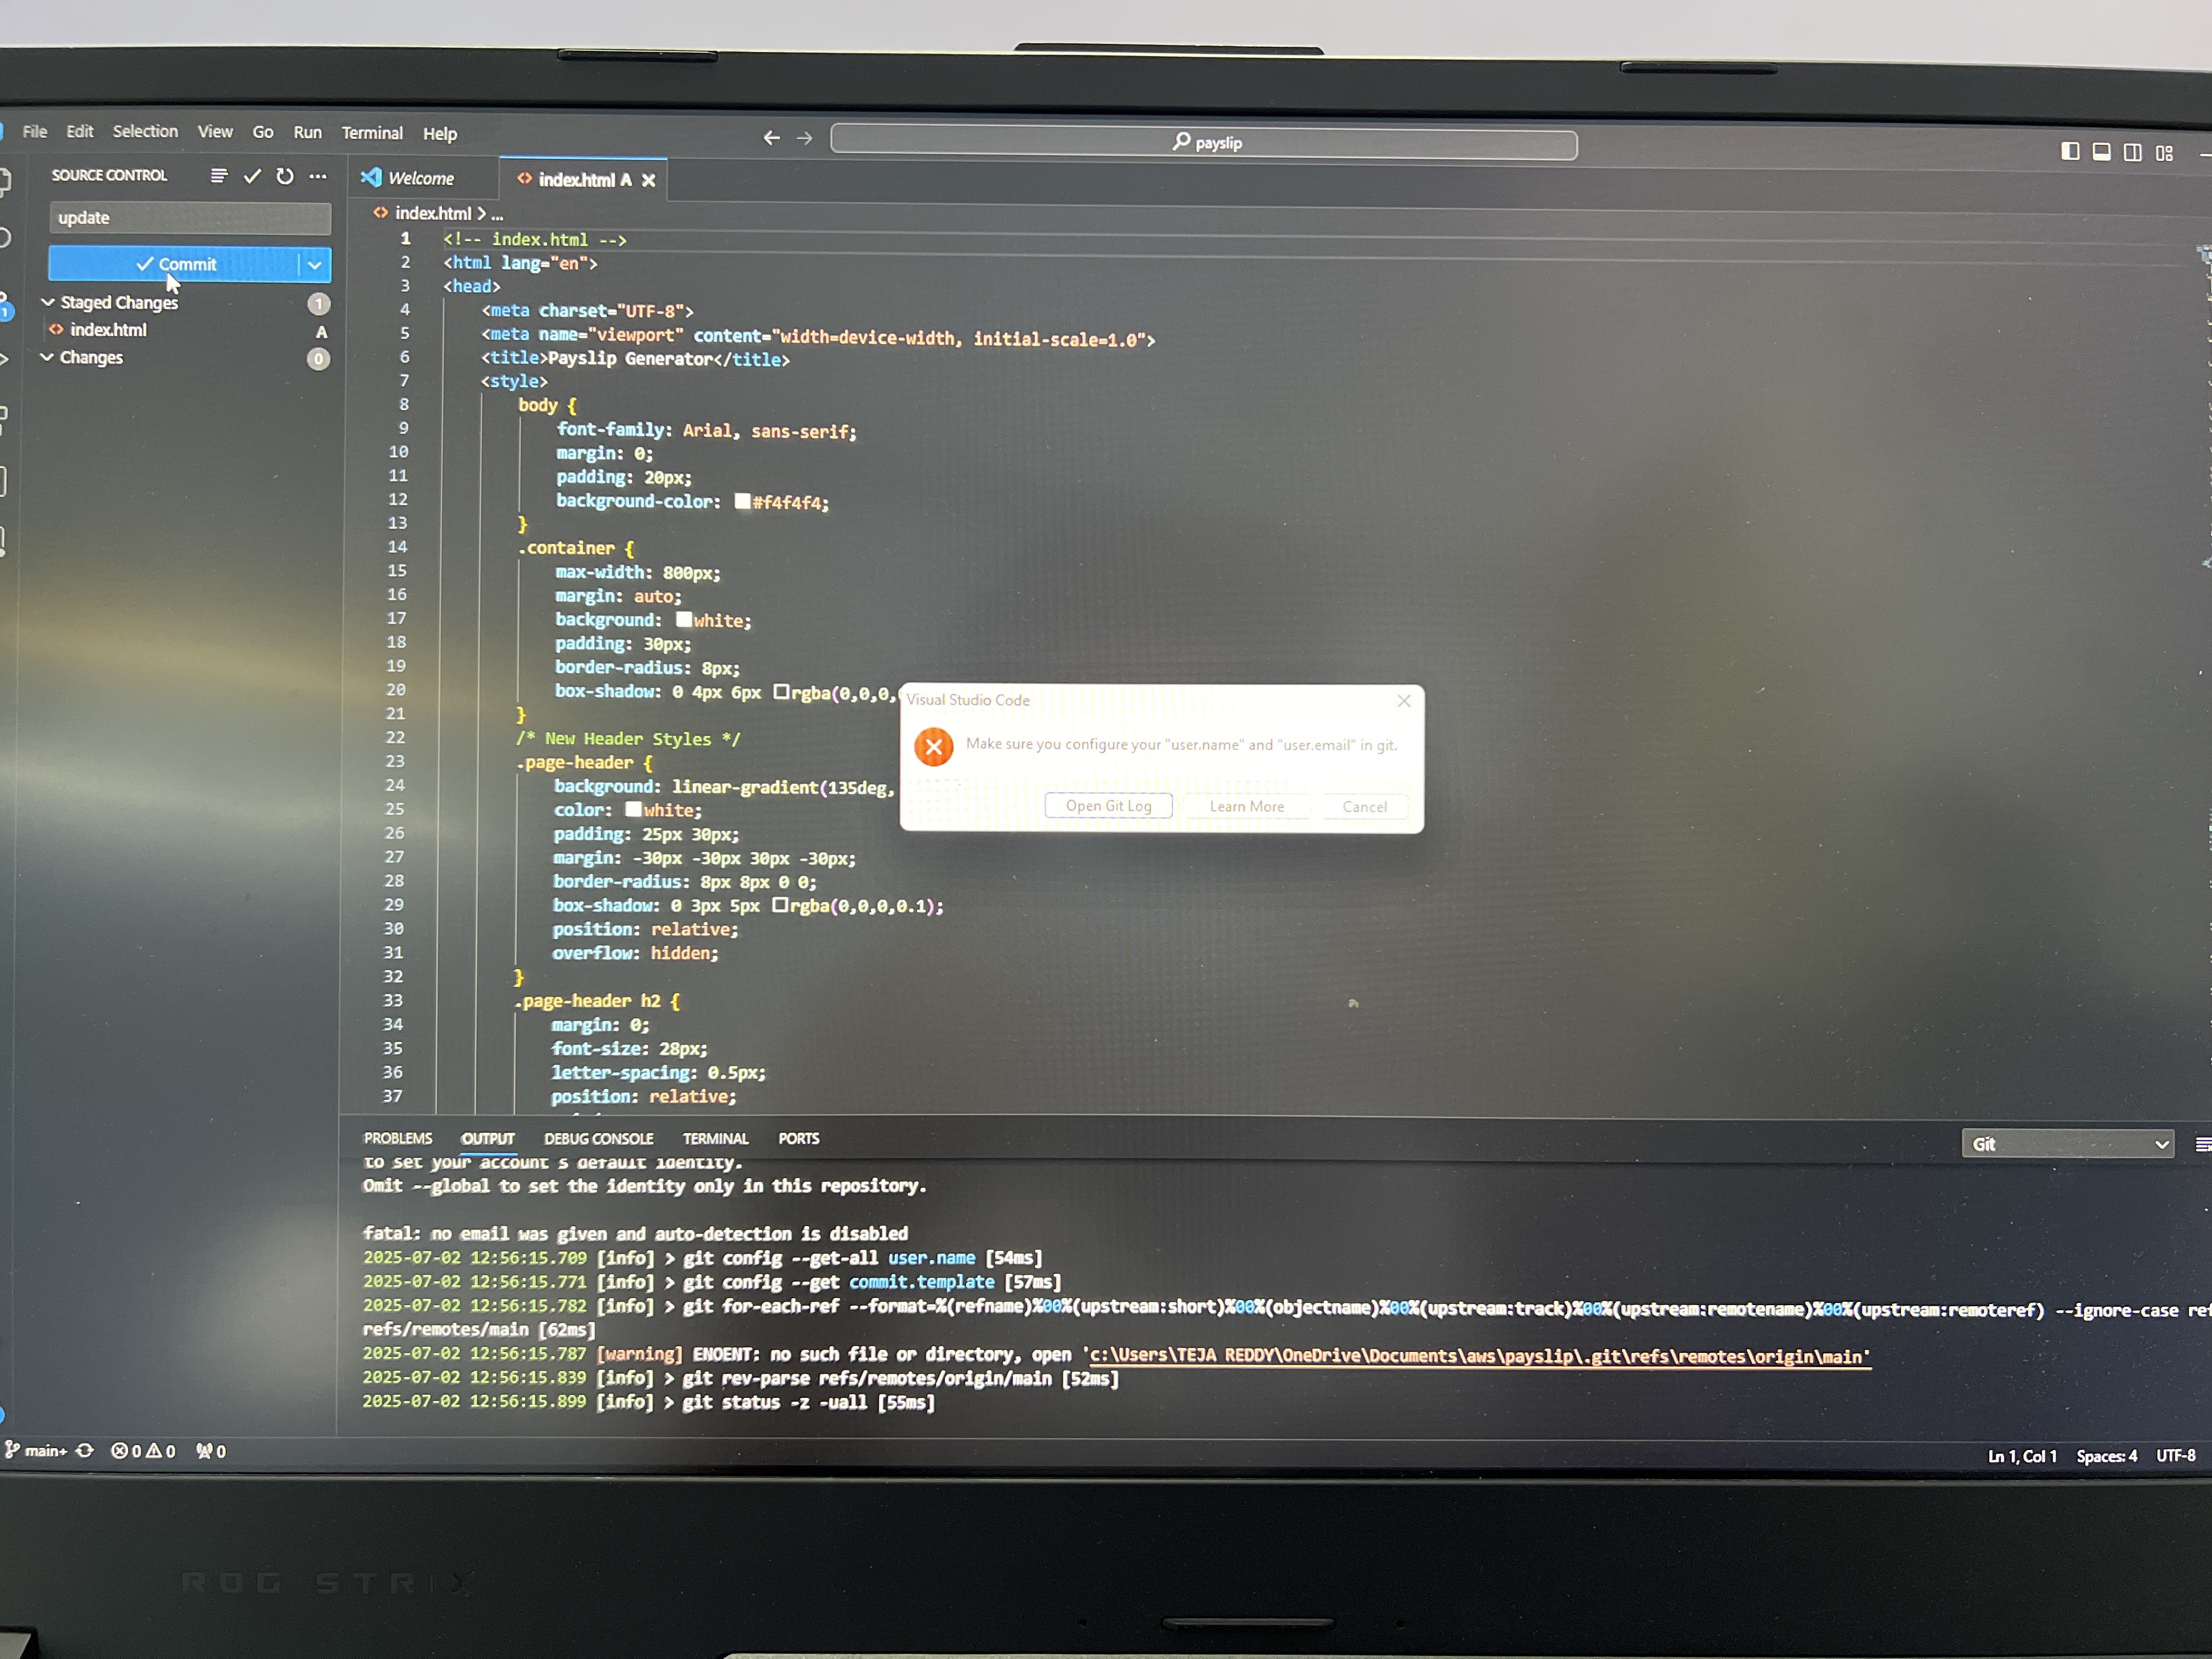 File Edit Selection View Go Run Terminal Help
payslip
SOURCE CONTROL
update
Commit
Staged Changes 1
index.html A
Changes 0
Welcome
index.html A
index.html > ...
1 <!-- index.html -->
2 <html lang="en">
3 <head>
4 <meta charset="UTF-8">
5 <meta name="viewport" content="width=device-width, initial-scale=1.0">
6 <title>Payslip Generator</title>
7 <style>
8 body {
9 font-family: Arial, sans-serif;
10 margin: 0;
11 padding: 20px;
12 background-color: #f4f4f4;
13 }
14 .container {
15 max-width: 800px;
16 margin: auto;
17 background: white;
18 padding: 30px;
19 border-radius: 8px;
20 box-shadow: 0 4px 6px rgba(0,0,0,
21 }
22 /* New Header Styles */
23 .page-header {
24 background: linear-gradient(135deg,
25 color: white;
26 padding: 25px 30px;
27 margin: -30px -30px 30px -30px;
28 border-radius: 8px 8px 0 0;
29 box-shadow: 0 3px 5px rgba(0,0,0,0.1);
30 position: relative;
31 overflow: hidden;
32 }
33 .page-header h2 {
34 margin: 0;
35 font-size: 28px;
36 letter-spacing: 0.5px;
37 position: relative;
Visual Studio Code
Make sure you configure your "user.name" and "user.email" in git.
Open Git Log Learn More Cancel
PROBLEMS OUTPUT DEBUG CONSOLE TERMINAL PORTS
Git
to set your account's default identity.
Omit --global to set the identity only in this repository.
fatal: no email was given and auto-detection is disabled
2025-07-02 12:56:15.709 [info] > git config --get-all user.name [54ms]
2025-07-02 12:56:15.771 [info] > git config --get commit.template [57ms]
2025-07-02 12:56:15.782 [info] > git for-each-ref --format=%(refname)%00%(upstream:short)%00%(objectname)%00%(upstream:track)%00%(upstream:remotename)%00%(upstream:remoteref) --ignore-case ref
refs/remotes/main [62ms]
2025-07-02 12:56:15.787 [warning] ENOENT: no such file or directory, open 'c:\Users\TEJA REDDY\OneDrive\Documents\aws\payslip\.git\refs\remotes\origin\main'
2025-07-02 12:56:15.839 [info] > git rev-parse refs/remotes/origin/main [52ms]
2025-07-02 12:56:15.899 [info] > git status -z -uall [55ms]
main+ 0 0 0
Ln 1, Col 1 Spaces: 4 UTF-8
ROG STRIX